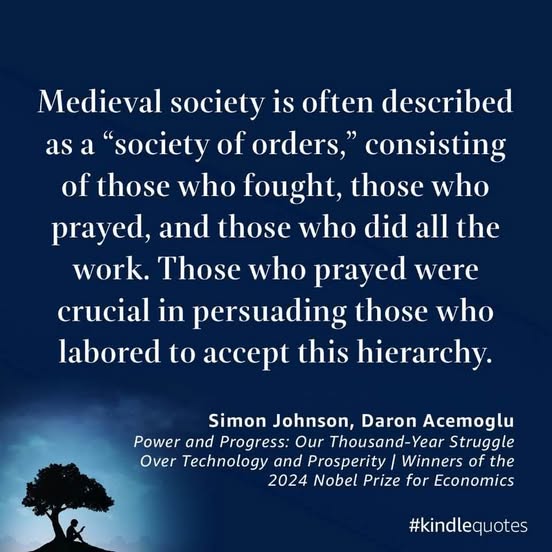 Medieval society is often described
as a “society of orders,” consisting
of those who fought, those who
prayed, and those who did all the
work. Those who prayed were
crucial in persuading those who
labored to accept this hierarchy.
Simon Johnson, Daron Acemoglu
Power and Progress: Our Thousand-Year Struggle
Over Technology and Prosperity | Winners of the
2024 Nobel Prize for Economics
#kindlequotes